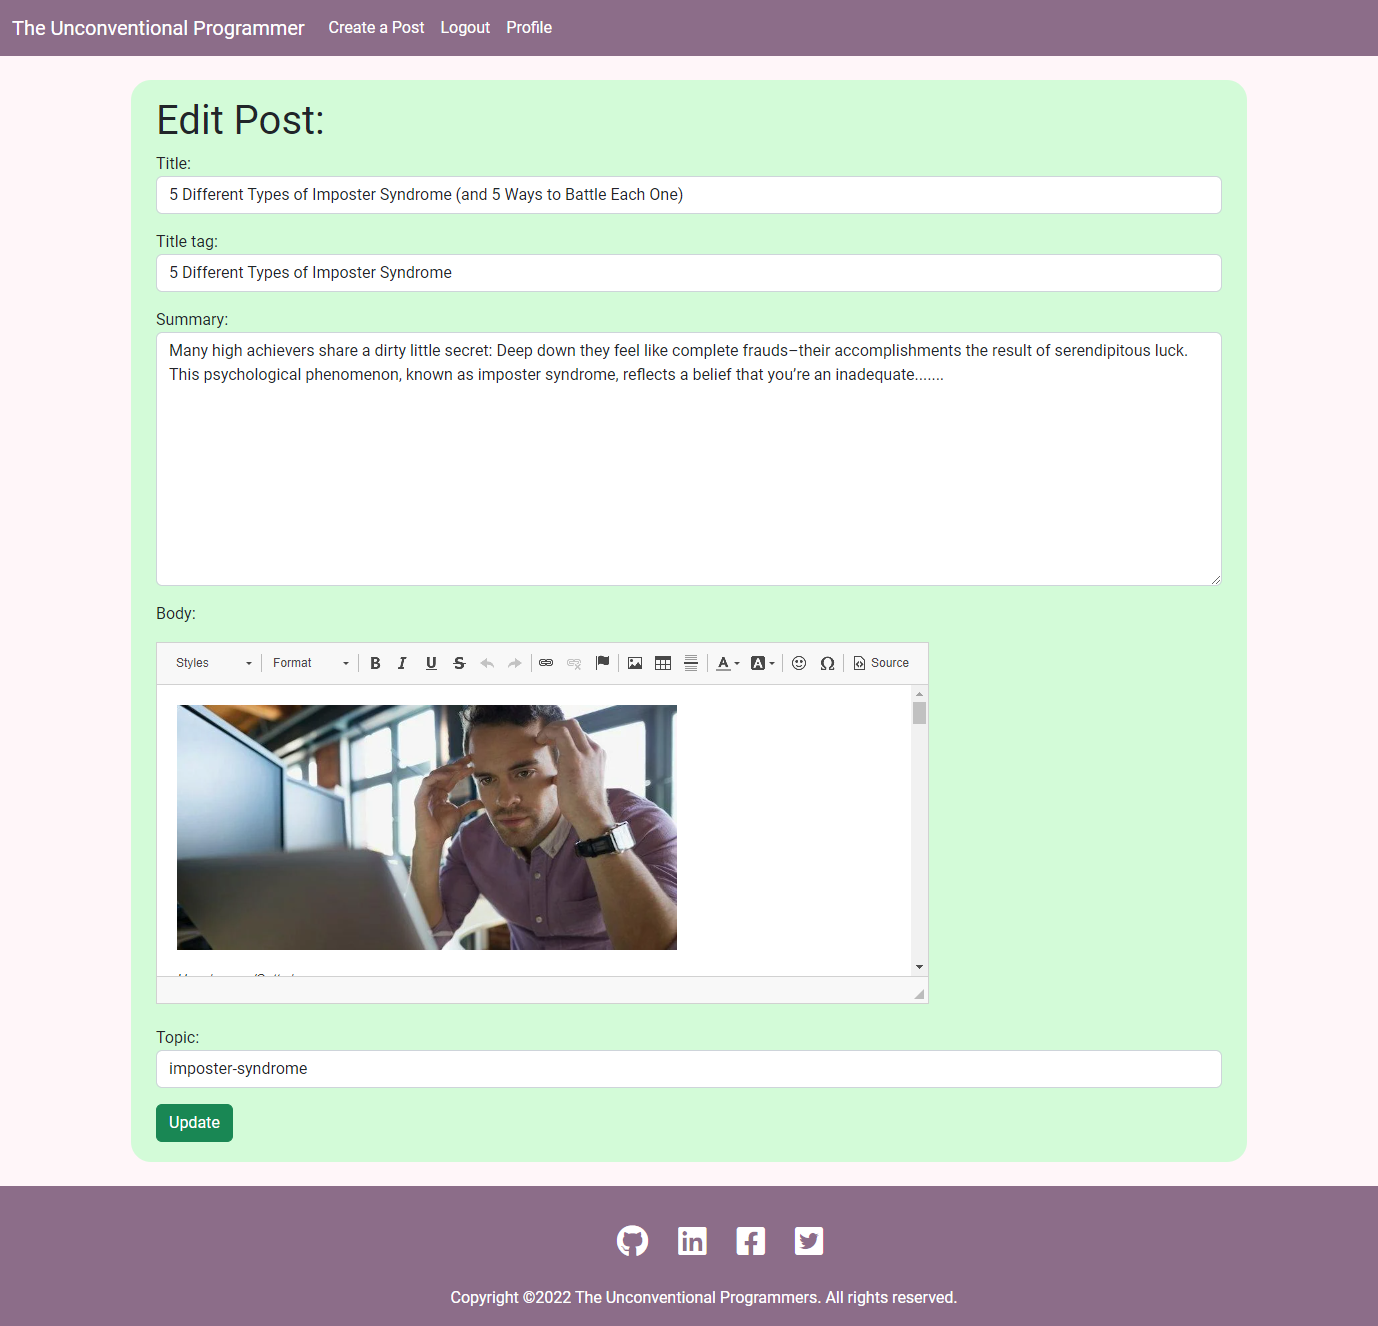 The Unconventional Programmer Create a Post Logout Profile
Edit Post:
Title:
5 Different Types of Imposter Syndrome (and 5 Ways to Battle Each One)
Title tag:
5 Different Types of Imposter Syndrome
Summary:
Many high achievers share a dirty little secret: Deep down they feel like complete frauds–their accomplishments the result of serendipitous luck.
This psychological phenomenon, known as imposter syndrome, reflects a belief that you’re an inadequate.......
Body:
Styles Format B I U S A A Ω Source
Topic:
imposter-syndrome
Update
Copyright ©2022 The Unconventional Programmers. All rights reserved.